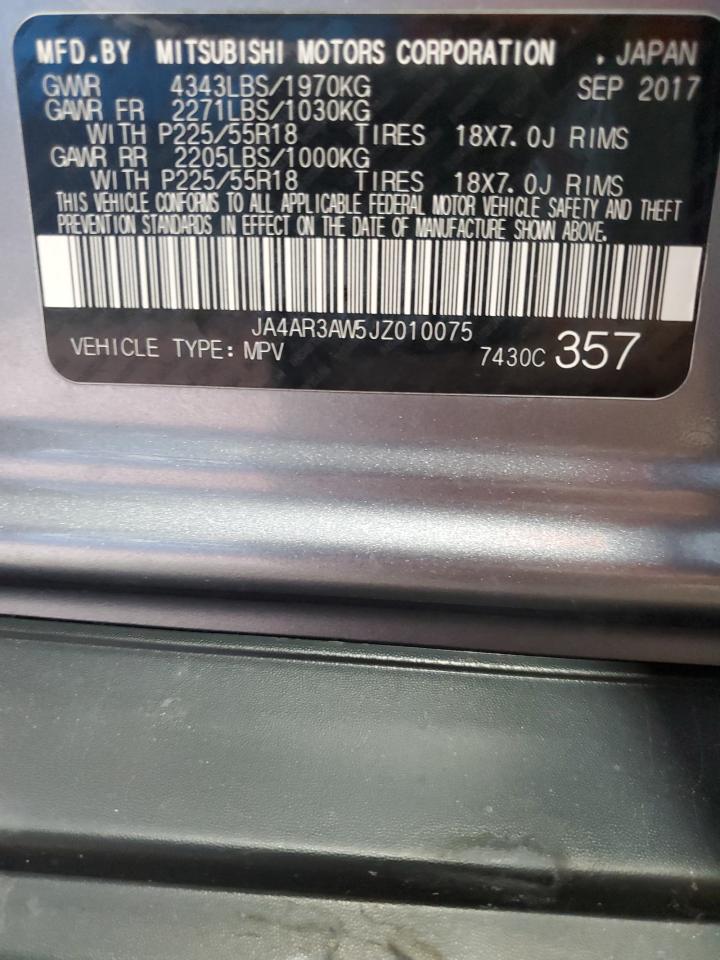 MFD.BY MITSUBISHI MOTORS CORPORATION , JAPAN
GVWR 4343LBS/1970KG SEP 2017
GAWR FR 2271LBS/1030KG
WITH P225/55R18 TIRES 18X7.0J RIMS
GAWR RR 2205LBS/1000KG
WITH P225/55R18 TIRES 18X7.0J RIMS
THIS VEHICLE CONFORMS TO ALL APPLICABLE FEDERAL MOTOR VEHICLE SAFETY AND THEFT
PREVENTION STANDARDS IN EFFECT ON THE DATE OF MANUFACTURE SHOWN ABOVE.
JA4AR3AW5JZ010075
VEHICLE TYPE: MPV 7430C 357